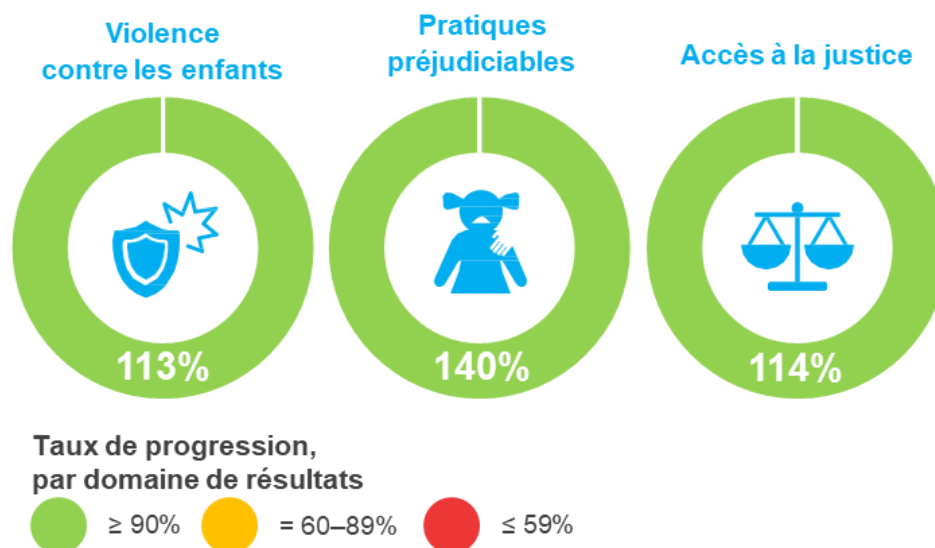 Violence
contre les enfants
Pratiques
préjudiciables
Accès à la justice
113%
140%
114%
Taux de progression,
par domaine de résultats
≥ 90%
= 60–89%
≤ 59%